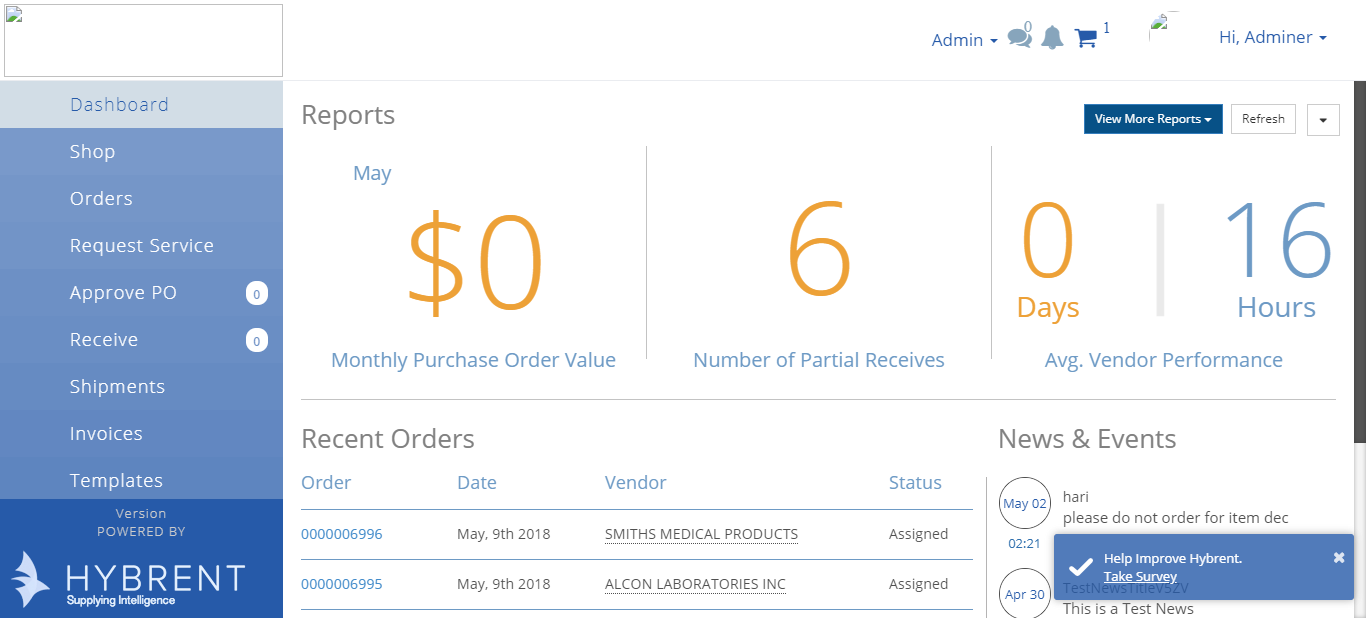 Admin
0
1
Hi, Adminer
Dashboard
Shop
Orders
Request Service
Approve PO 0
Receive 0
Shipments
Invoices
Templates
Version
POWERED BY
HYBRENT
Supplying Intelligence
Reports
View More Reports
Refresh
May
$0
Monthly Purchase Order Value
6
Number of Partial Receives
0 16
Days Hours
Avg. Vendor Performance
Recent Orders
Order Date Vendor Status
0000006996 May, 9th 2018 SMITHS MEDICAL PRODUCTS Assigned
0000006995 May, 9th 2018 ALCON LABORATORIES INC Assigned
News & Events
May 02
02:21
hari
please do not order for item dec
Apr 30
TestNewsTitleV5ZV
This is a Test News
Help Improve Hybrent.
Take Survey